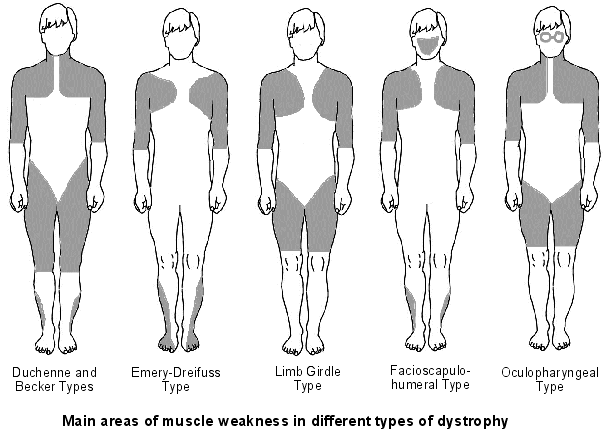 Duchenne and
Becker Types
Emery-Dreifuss
Type
Limb Girdle
Type
Facioscapulo-
humeral Type
Oculopharyngeal
Type
Main areas of muscle weakness in different types of dystrophy